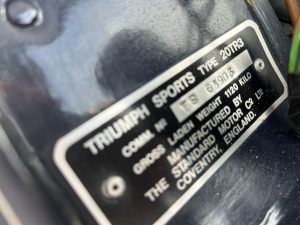 TRIUMPH SPORTS TYPE 20TR3
COMM. No TS 63903
GROSS LADEN WEIGHT 1120 KILO
MANUFACTURED BY
THE STANDARD MOTOR Co LTD
COVENTRY, ENGLAND.